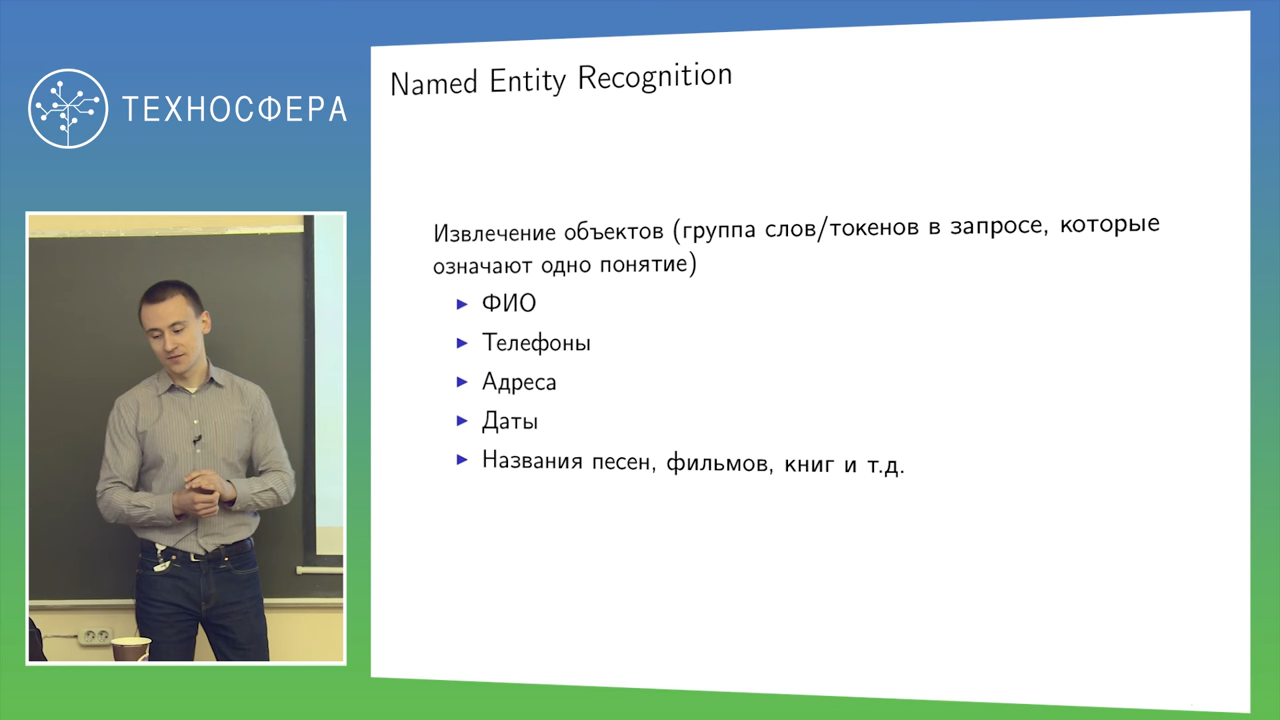 ТЕХНОСФЕРА
Named Entity Recognition
Извлечение объектов (группа слов/токенов в запросе, которые
означают одно понятие)
ФИО
Телефоны
Адреса
Даты
Названия песен, фильмов, книг и т.д.